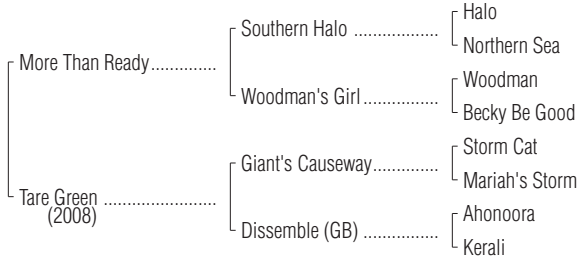 Halo
Southern Halo ..................
Northern Sea
More Than Ready..............
Woodman
Woodman's Girl ................
Becky Be Good
Storm Cat
Giant's Causeway..............
Mariah's Storm
Tare Green ........................
(2008)
Ahonoora
Dissemble (GB) ................
Kerali